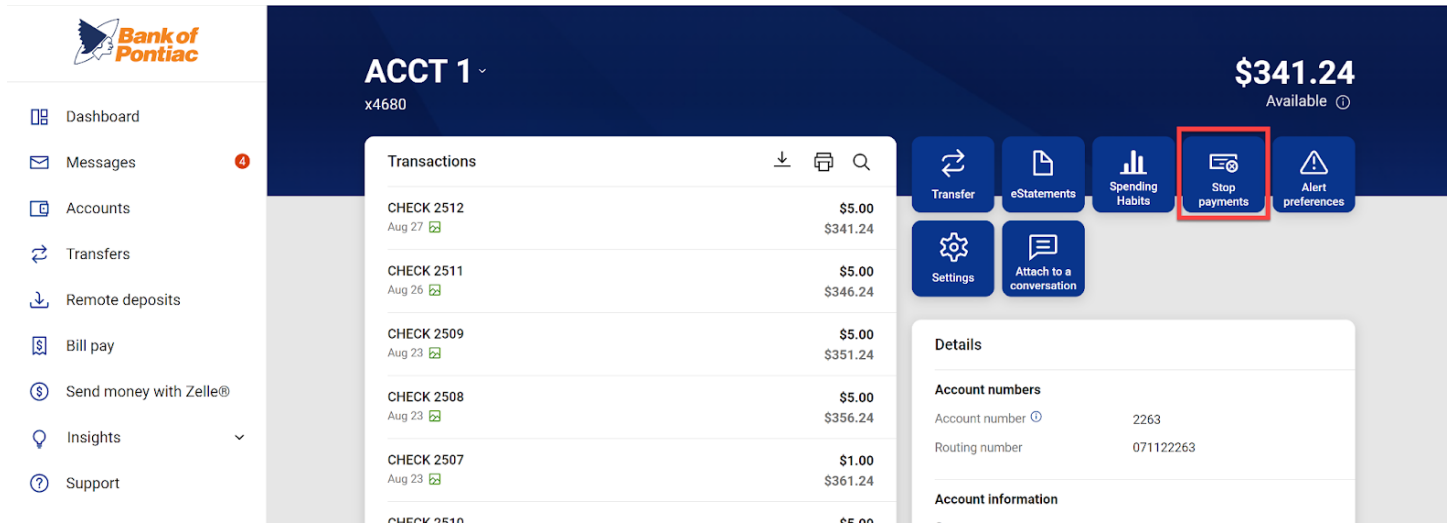 Bank of
Pontiac
Dashboard
Messages 4
Accounts
Transfers
Remote deposits
Bill pay
Send money with Zelle®
Insights
Support
ACCT 1
x4680
$341.24
Available
Transactions
CHECK 2512 $5.00
Aug 27 $341.24
CHECK 2511 $5.00
Aug 26 $346.24
CHECK 2509 $5.00
Aug 23 $351.24
CHECK 2508 $5.00
Aug 23 $356.24
CHECK 2507 $1.00
Aug 23 $361.24
CHECK 2510 $5.00
Transfer
eStatements
Spending
Habits
Stop
payments
Alert
preferences
Settings
Attach to a
conversation
Details
Account numbers
Account number 2263
Routing number 071122263
Account information